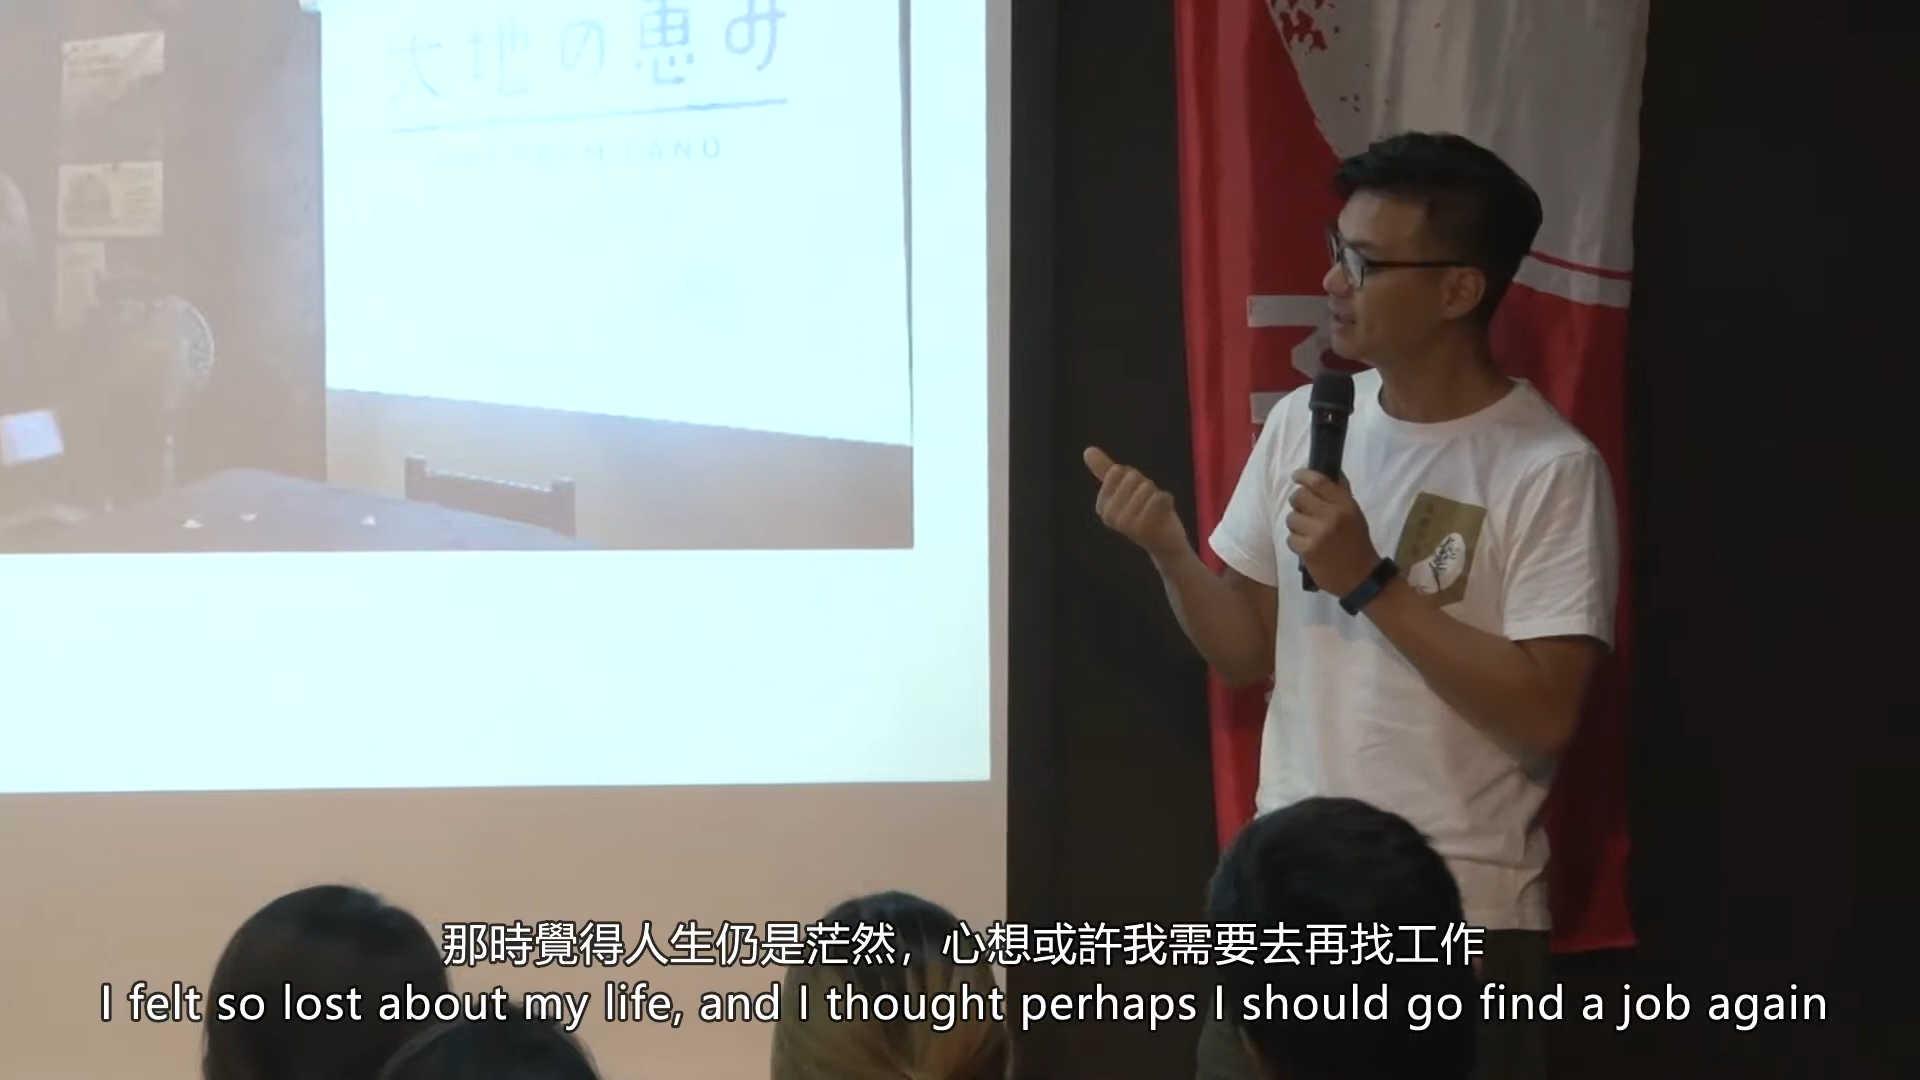 大地の恵み
那時覺得人生仍是茫然，心想或許我需要去再找工作
I felt so lost about my life, and I thought perhaps I should go find a job again